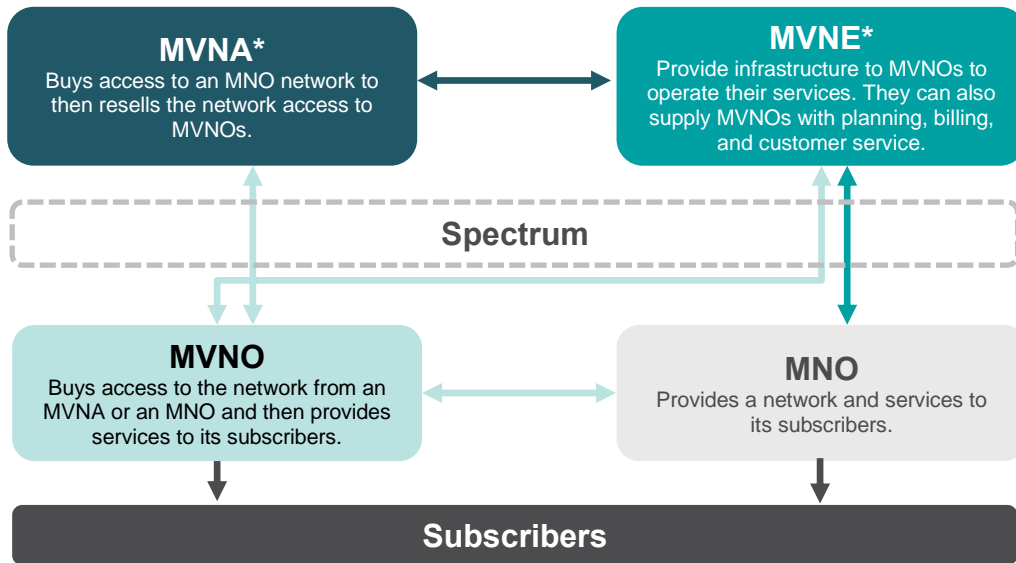 MVNA*
Buys access to an MNO network to
then resells the network access to
MVNOs.
MVNE*
Provide infrastructure to MVNOs to
operate their services. They can also
supply MVNOs with planning, billing,
and customer service.
Spectrum
MVNO
Buys access to the network from an
MVNA or an MNO and then provides
services to its subscribers.
MNO
Provides a network and services to
its subscribers.
Subscribers